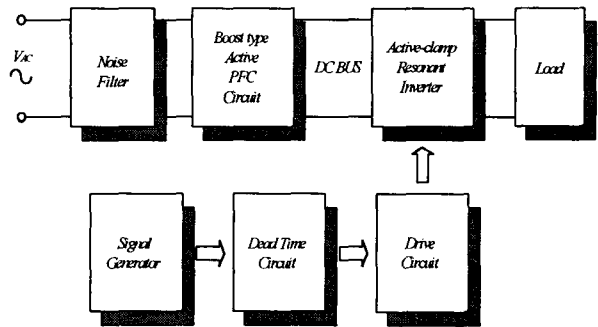 VAC
Noise
Filter
Boost type
Active
PFC
Circuit
DC BUS
Active-clamp
Resonant
Inverter
Load
Signal
Generator
Dead Time
Circuit
Drive
Circuit